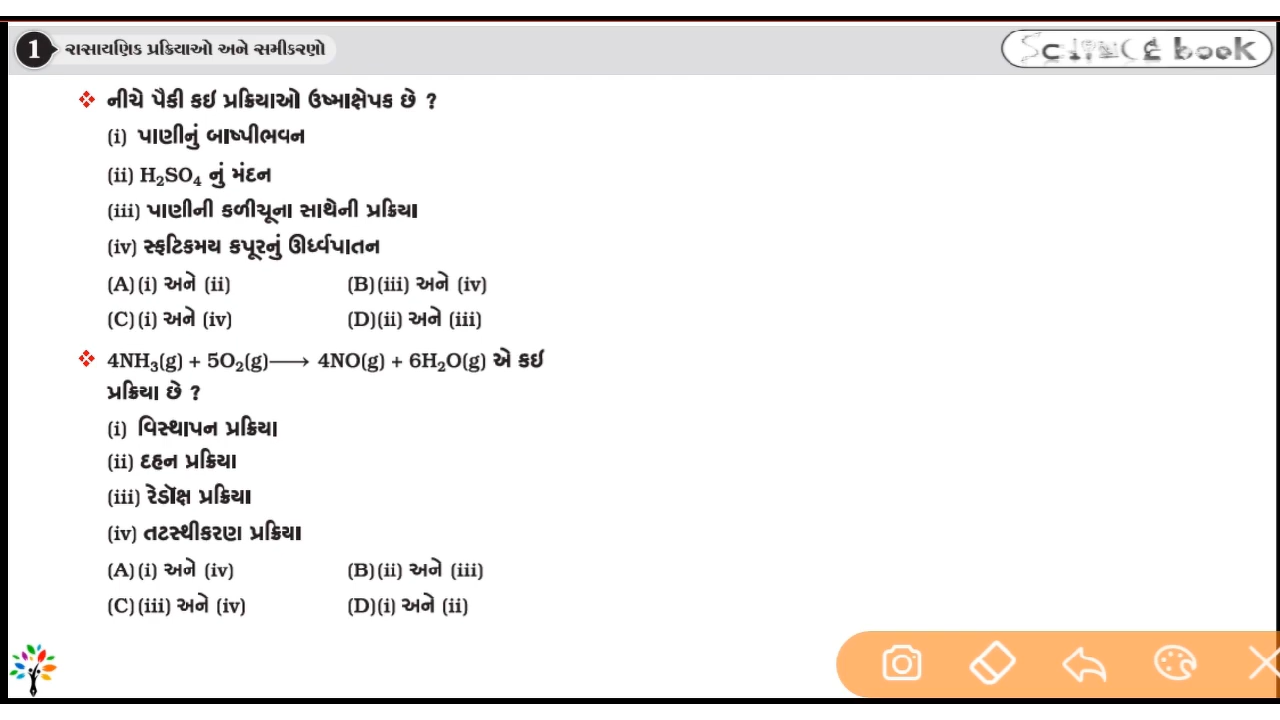 1 રાસાયણિક પ્રક્રિયાઓ અને સમીકરણો
SCIENCE book
❖ નીચે પૈકી કઇ પ્રક્રિયાઓ ઉષ્માક્ષેપક છે ?
(i) પાણીનું બાષ્પીભવન
(ii) H₂SO₄ નું મંદન
(iii) પાણીની કળીચૂના સાથેની પ્રક્રિયા
(iv) સ્ફટિકમય કપૂરનું ઊર્ધ્વપાતન
(A) (i) અને (ii) (B) (iii) અને (iv)
(C) (i) અને (iv) (D) (ii) અને (iii)
❖ 4NH₃(g) + 5O₂(g) ⟶ 4NO(g) + 6H₂O(g) એ કઇ
પ્રક્રિયા છે ?
(i) વિસ્થાપન પ્રક્રિયા
(ii) દહન પ્રક્રિયા
(iii) રેડૉક્ષ પ્રક્રિયા
(iv) તટસ્થીકરણ પ્રક્રિયા
(A) (i) અને (iv) (B) (ii) અને (iii)
(C) (iii) અને (iv) (D) (i) અને (ii)